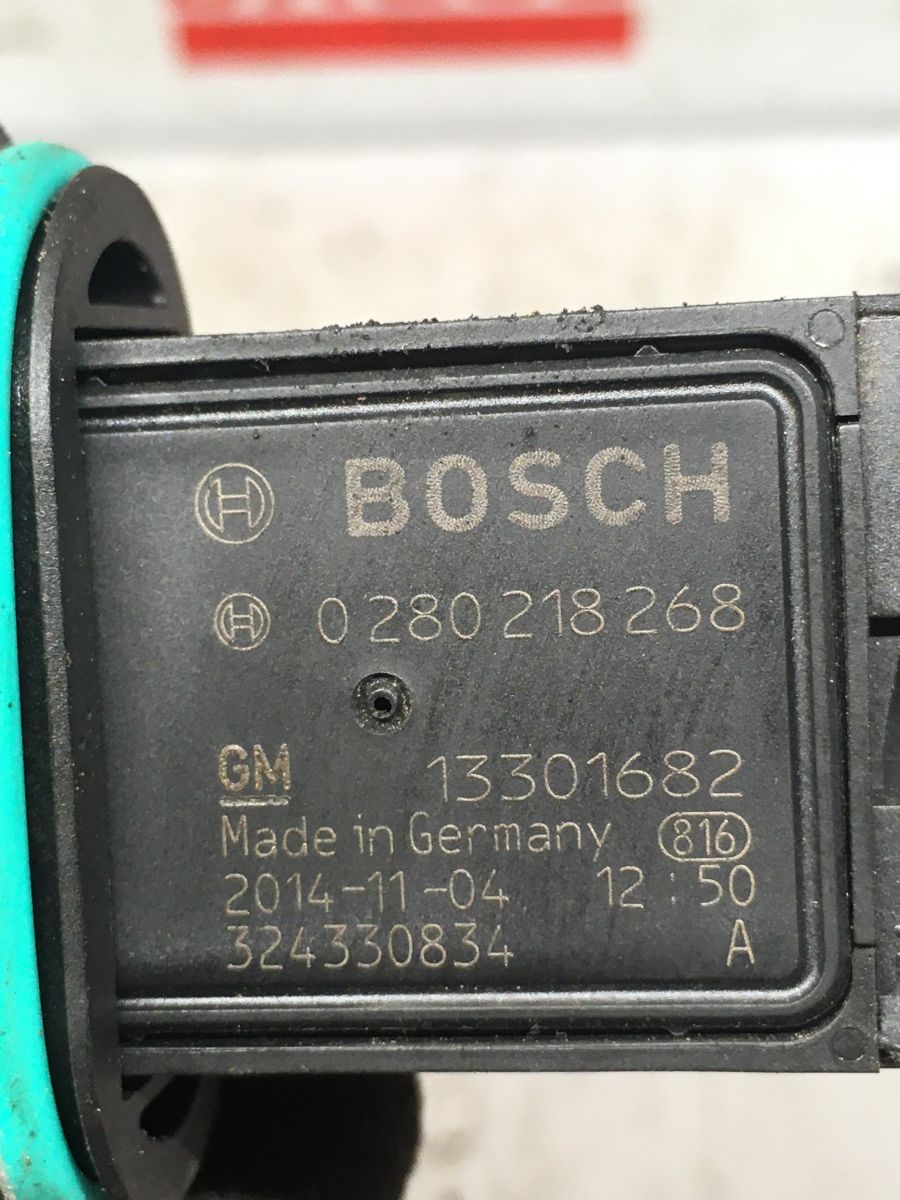 BOSCH
0 280 218 268
GM 13301682
Made in Germany 816
2014-11-04 12:50
324330834 A